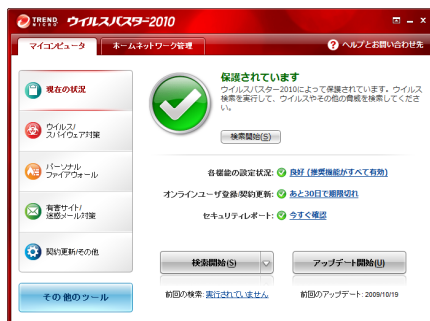 TREND MICRO ウイルスバスター2010
マイコンピュータ
ホームネットワーク管理
ヘルプとお問い合わせ先
現在の状況
ウイルス/
スパイウェア対策
パーソナル
ファイアウォール
有害サイト/
迷惑メール対策
契約更新/その他
その他のツール
保護されています
ウイルスバスター2010によって保護されています。ウイルス
検索を実行して、ウイルスやその他の脅威を検索してくださ
い。
検索開始(S)
各機能の設定状況: 良好 (推奨機能がすべて有効)
オンラインユーザ登録/契約更新: あと30日で期限切れ
セキュリティレポート: 今すぐ確認
検索開始(S)
アップデート開始(U)
前回の検索: 実行されていません
前回のアップデート: 2009/10/19